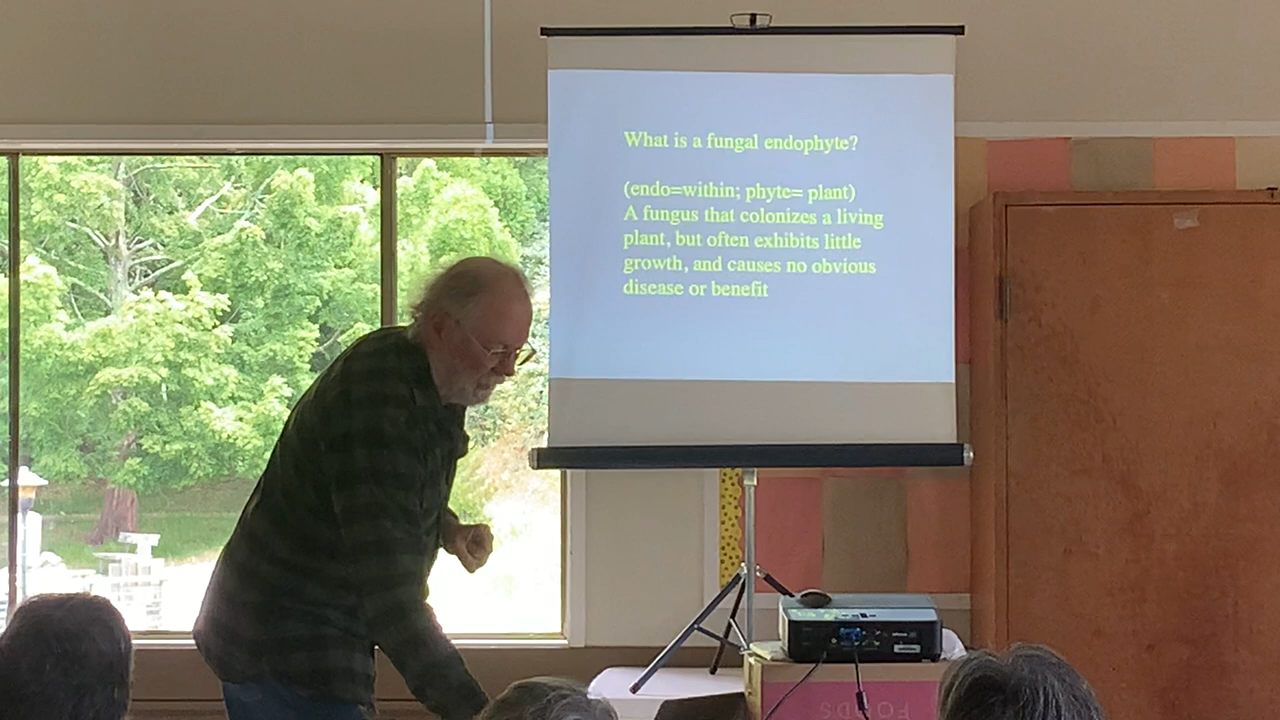 What is a fungal endophyte?
(endo=within; phyte= plant)
A fungus that colonizes a living
plant, but often exhibits little
growth, and causes no obvious
disease or benefit